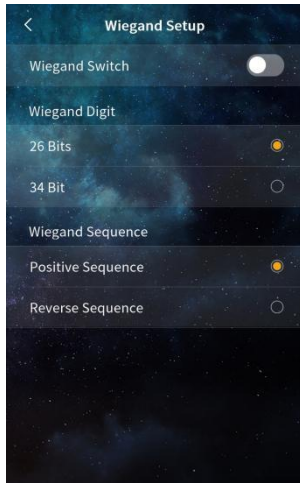 Wiegand Setup
Wiegand Switch
Wiegand Digit
26 Bits
34 Bit
Wiegand Sequence
Positive Sequence
Reverse Sequence